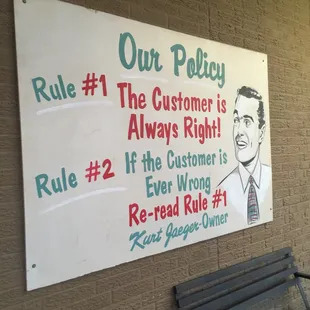 Our Policy
Rule #1
The Customer is
Always Right!
Rule #2
If the Customer is
Ever Wrong
Re-read Rule #1
Kurt Jaeger-Owner